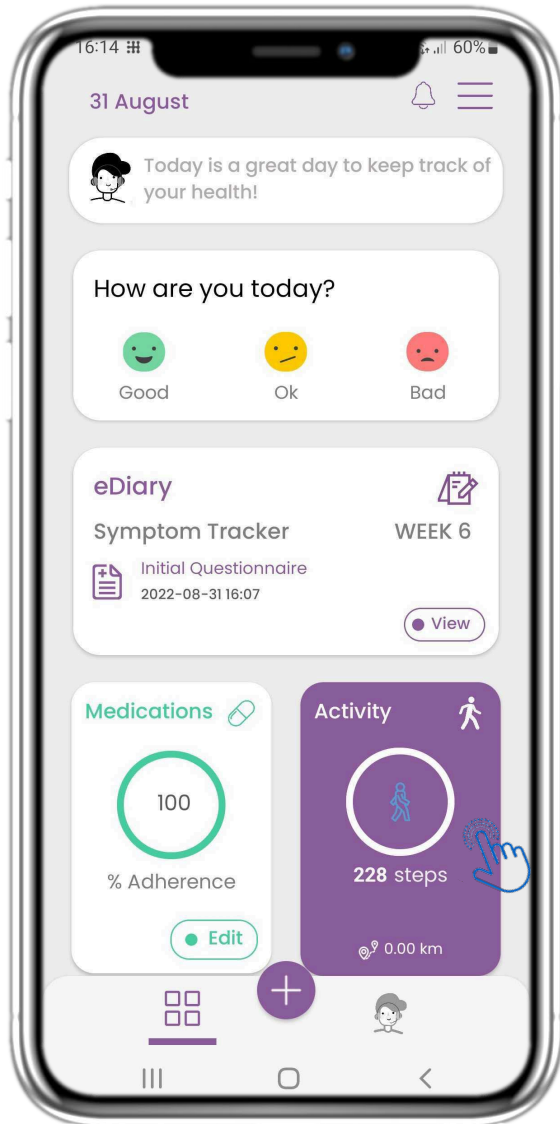 16:14
60%
31 August
Today is a great day to keep track of
your health!
How are you today?
Good
Ok
Bad
eDiary
Symptom Tracker
WEEK 6
Initial Questionnaire
2022-08-31 16:07
View
Medications
100
% Adherence
Edit
Activity
228 steps
0.00 km